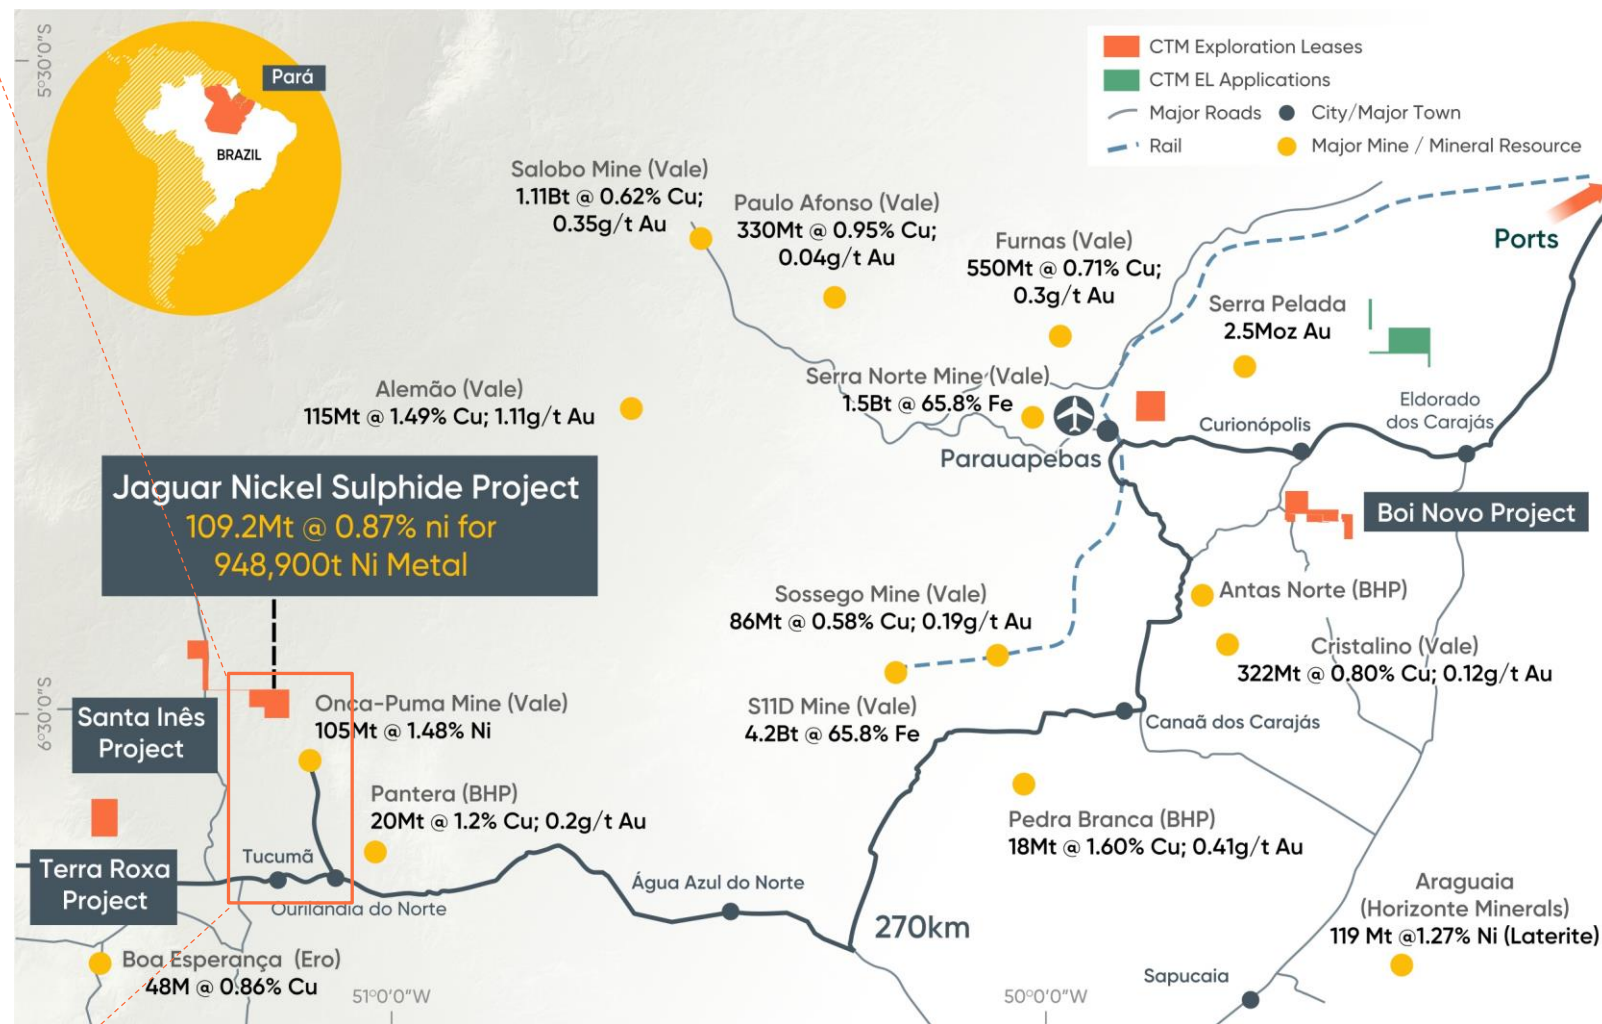 5°30'0"S
Pará
BRAZIL
CTM Exploration Leases
CTM EL Applications
Major Roads
City/Major Town
Rail
Major Mine / Mineral Resource
Salobo Mine (Vale)
1.11Bt @ 0.62% Cu;
0.35g/t Au
Paulo Afonso (Vale)
330Mt @ 0.95% Cu;
0.04g/t Au
Furnas (Vale)
550Mt @ 0.71% Cu;
0.3g/t Au
Ports
Serra Pelada
2.5Moz Au
Alemão (Vale)
115Mt @ 1.49% Cu; 1.11g/t Au
Serra Norte Mine (Vale)
1.5Bt @ 65.8% Fe
Parauapebas
Curionópolis
Eldorado
dos Carajás
Jaguar Nickel Sulphide Project
109.2Mt @ 0.87% ni for
948,900t Ni Metal
Boi Novo Project
Sossego Mine (Vale)
86Mt @ 0.58% Cu; 0.19g/t Au
Antas Norte (BHP)
Cristalino (Vale)
322Mt @ 0.80% Cu; 0.12g/t Au
6°30'0"S
Santa Inês
Project
Onca-Puma Mine (Vale)
105Mt @ 1.48% Ni
S11D Mine (Vale)
4.2Bt @ 65.8% Fe
Canaã dos Carajás
Pantera (BHP)
20Mt @ 1.2% Cu; 0.2g/t Au
Pedra Branca (BHP)
18Mt @ 1.60% Cu; 0.41g/t Au
Terra Roxa
Project
Tucumã
Ourilandia do Norte
Água Azul do Norte
270km
Araguaia
(Horizonte Minerals)
119 Mt @1.27% Ni (Laterite)
Boa Esperança (Ero)
48M @ 0.86% Cu
Sapucaia
51°0'0"W
50°0'0"W